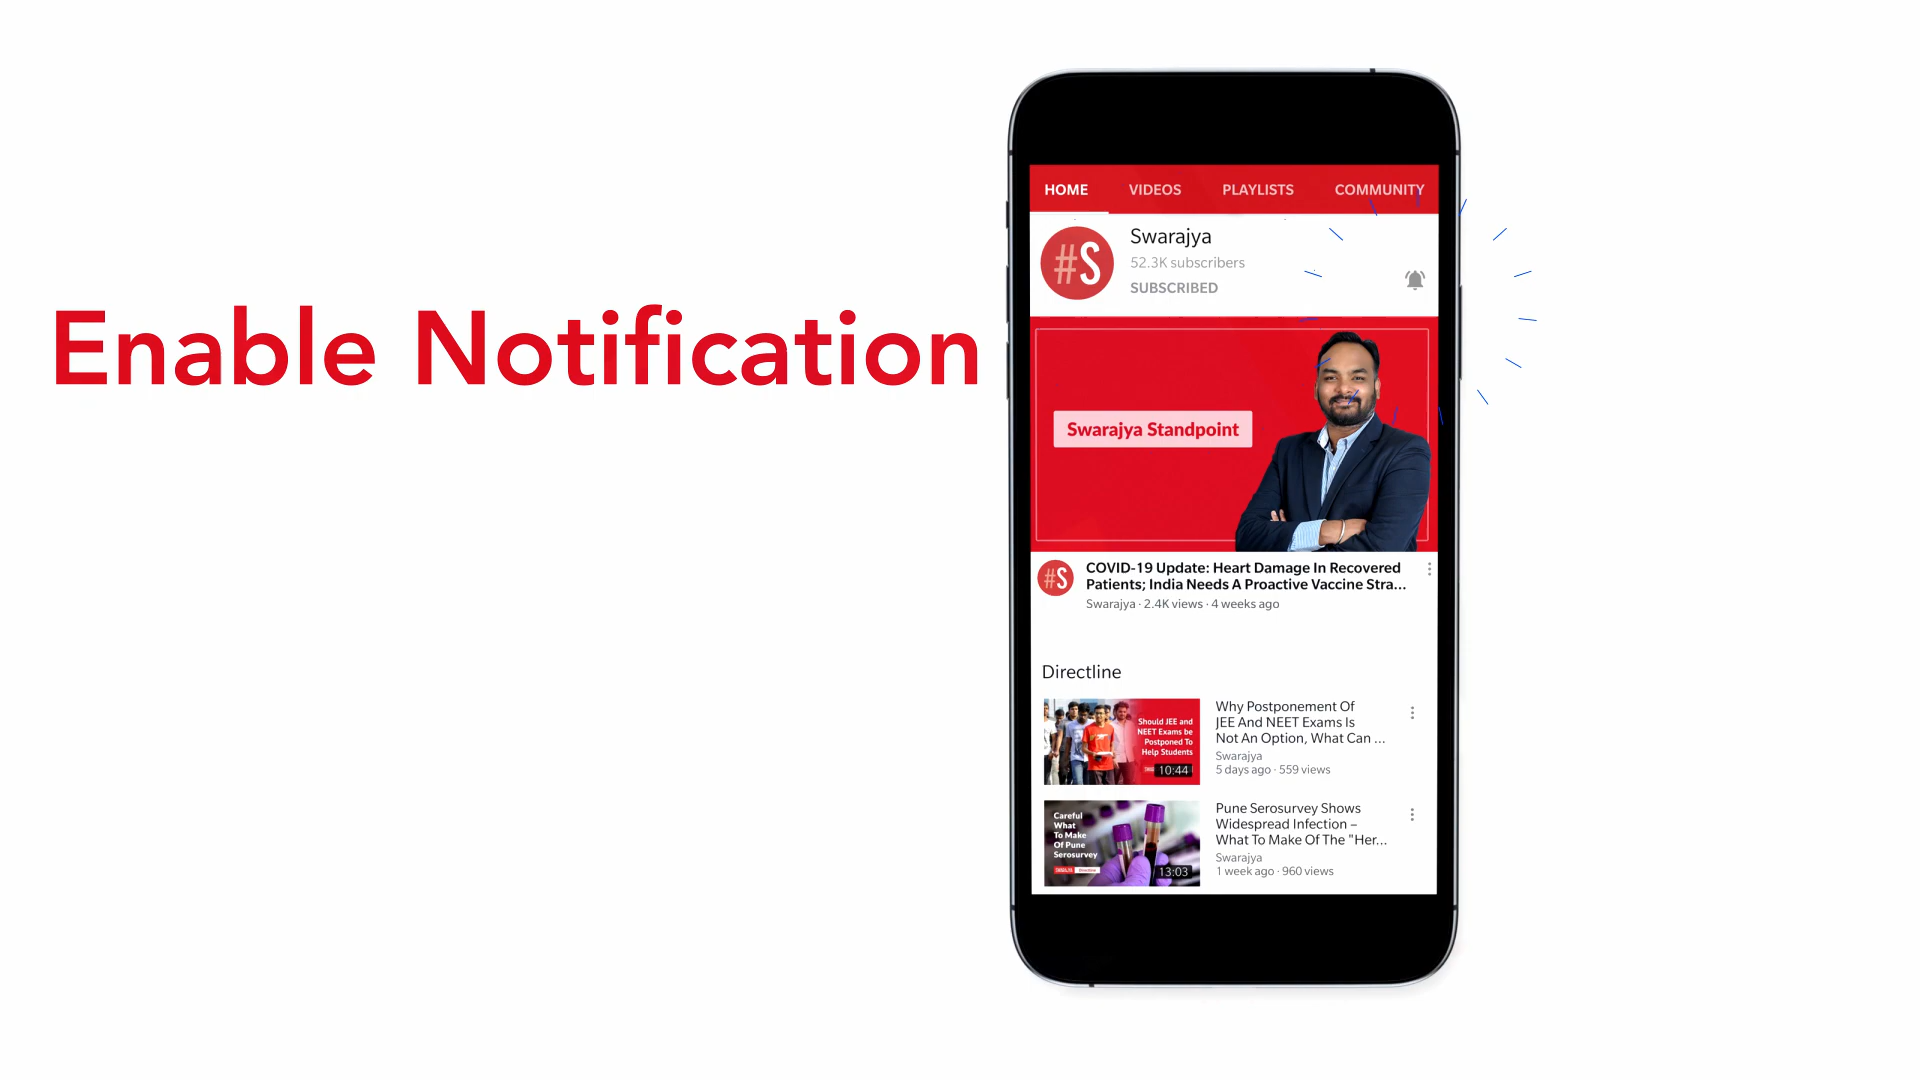 Enable Notification
HOME VIDEOS PLAYLISTS COMMUNITY
#S
Swarajya
52.3K subscribers
SUBSCRIBED
Swarajya Standpoint
#S
COVID-19 Update: Heart Damage In Recovered
Patients; India Needs A Proactive Vaccine Stra...
Swarajya · 2.4K views · 4 weeks ago
Directline
Should JEE and
NEET Exams be
Postponed To
Help Students
10:44
Why Postponement Of
JEE And NEET Exams Is
Not An Option, What Can ...
Swarajya
5 days ago · 559 views
Careful
What
To Make
Of Pune
Serosurvey
Directline
13:03
Pune Serosurvey Shows
Widespread Infection –
What To Make Of The "Her...
Swarajya
1 week ago · 960 views